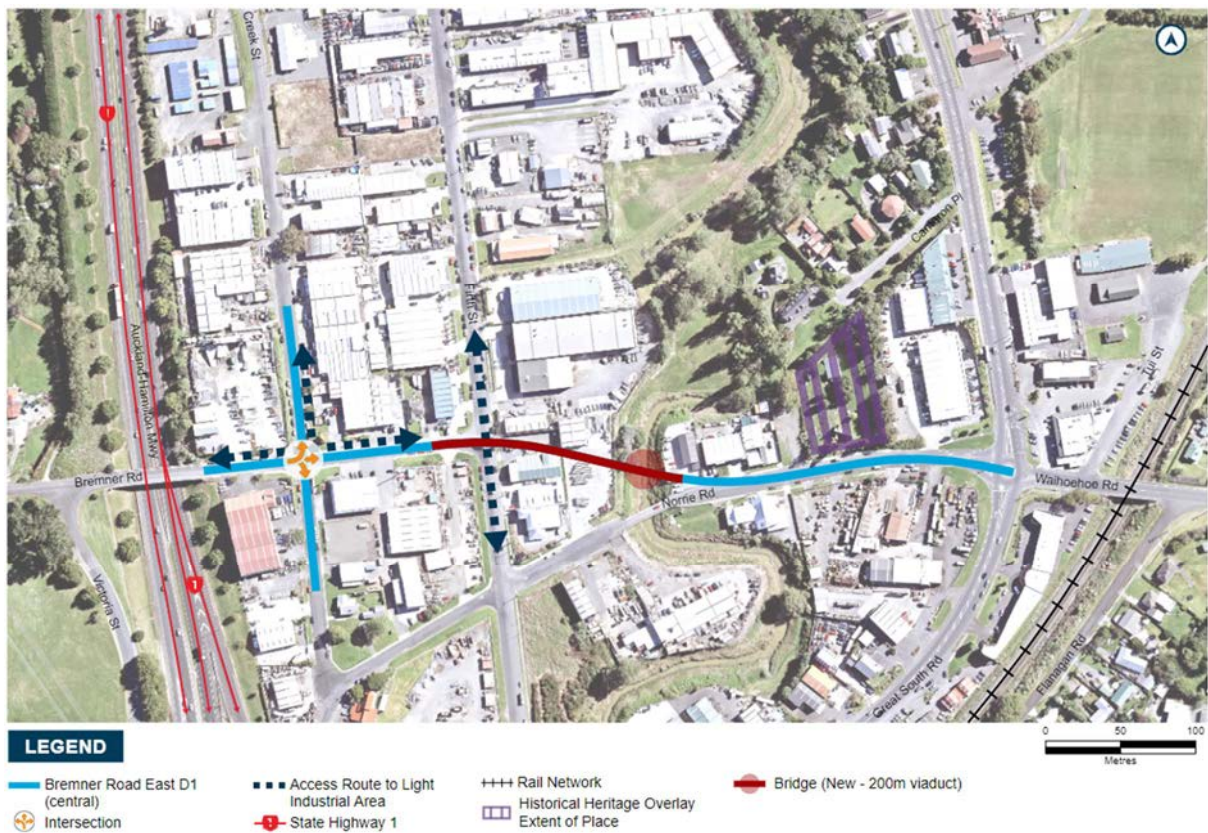 Creek St
1
Auckland-Hamilton Mwy
Firth St
Cameron Pl
Tui St
Bremner Rd
Norrie Rd
Waihoehoe Rd
1
Victoria St
Great South Rd
Flanagan Rd
LEGEND
0 50 100
Metres
Bremner Road East D1
(central)
Intersection
Access Route to Light
Industrial Area
1 State Highway 1
Rail Network
Historical Heritage Overlay
Extent of Place
Bridge (New - 200m viaduct)